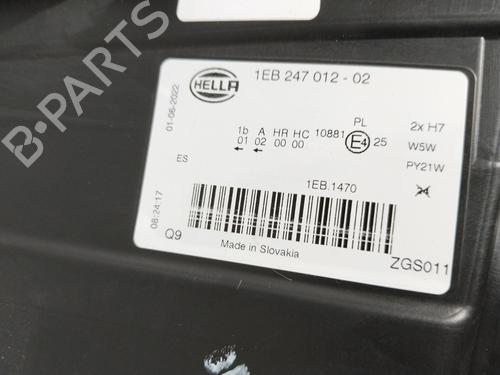 HELLA
1EB 247 012 - 02
01-06-2022
1b A HR HC 10881 E4 25
01 02 00 00
PL
2x H7
W5W
PY21W
ES
1EB.1470
08:24:17
Q9
Made in Slovakia
ZGS011
B-Parts